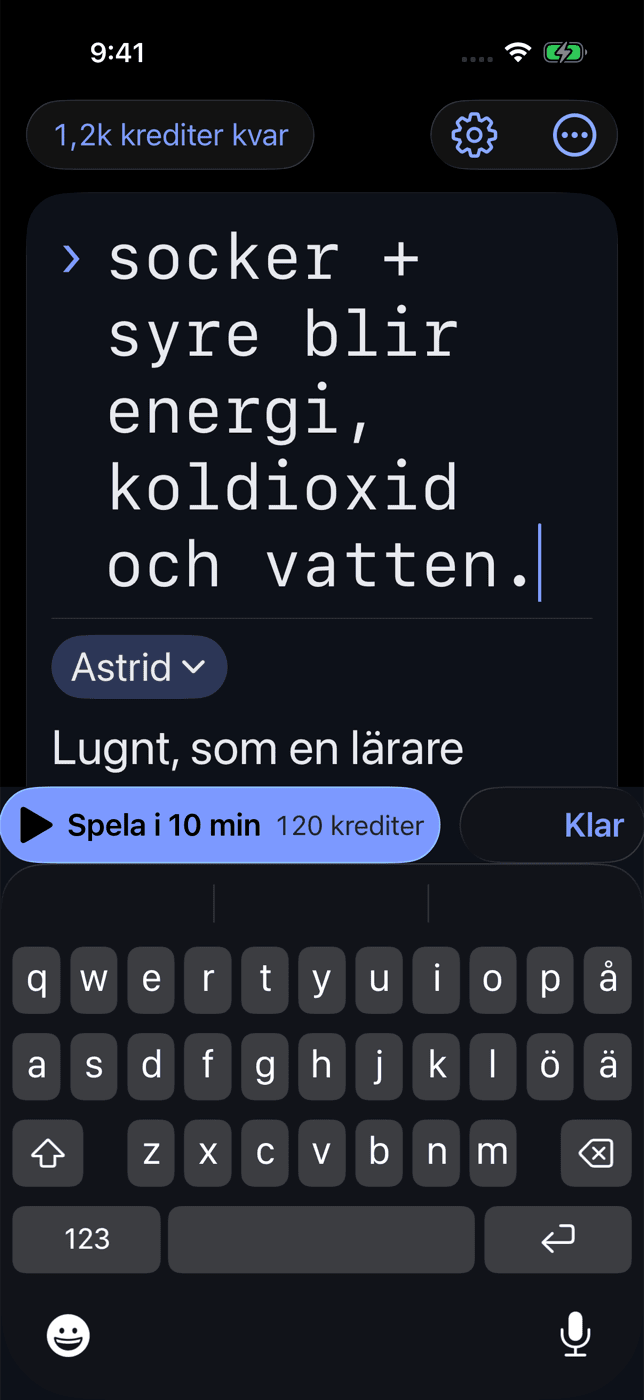 9:41
1,2k krediter kvar
› socker +
syre blir
energi,
koldioxid
och vatten.
Astrid
Lugnt, som en lärare
Spela i 10 min 120 krediter
Klar
q w e r t y u i o p å
a s d f g h j k l ö ä
z x c v b n m
123